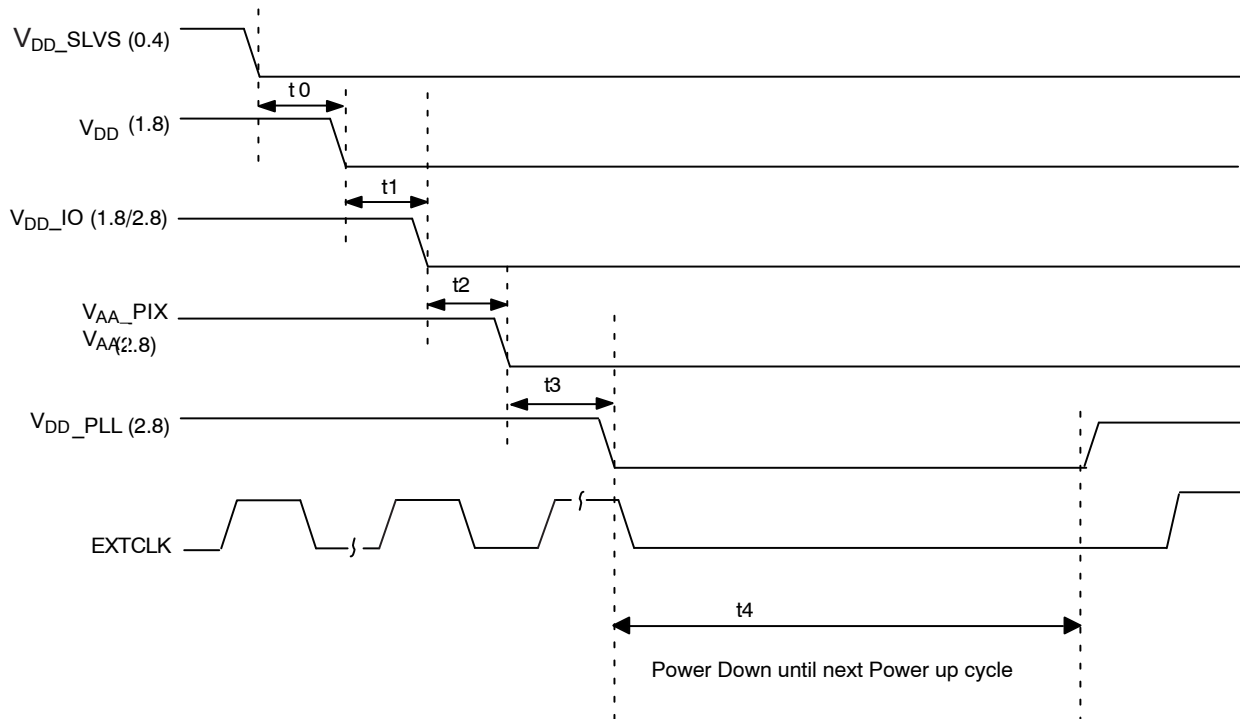 VDD_SLVS (0.4)
t0
VDD (1.8)
t1
VDD_IO (1.8/2.8)
t2
VAA_PIX
VAA(2.8)
t3
VDD_PLL (2.8)
EXTCLK
t4
Power Down until next Power up cycle